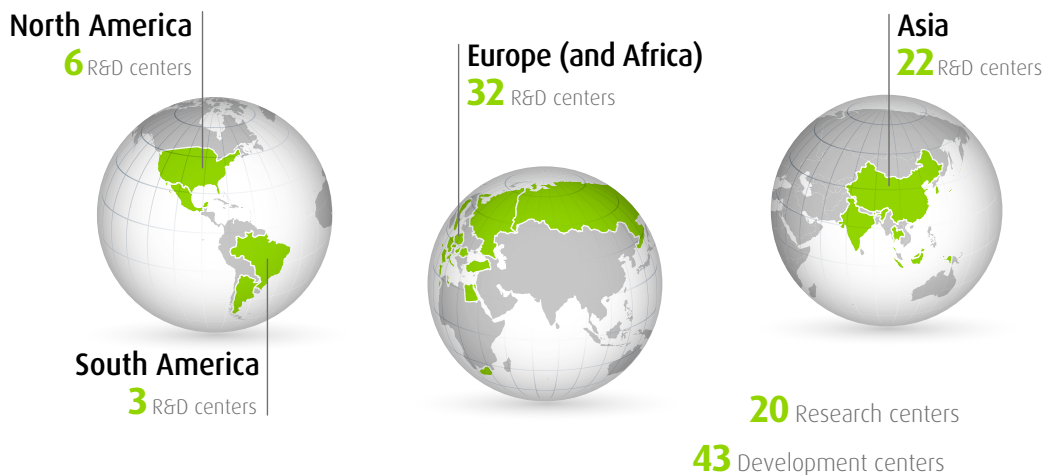 North America
6 R&D centers
South America
3 R&D centers
Europe (and Africa)
32 R&D centers
Asia
22 R&D centers
20 Research centers
43 Development centers